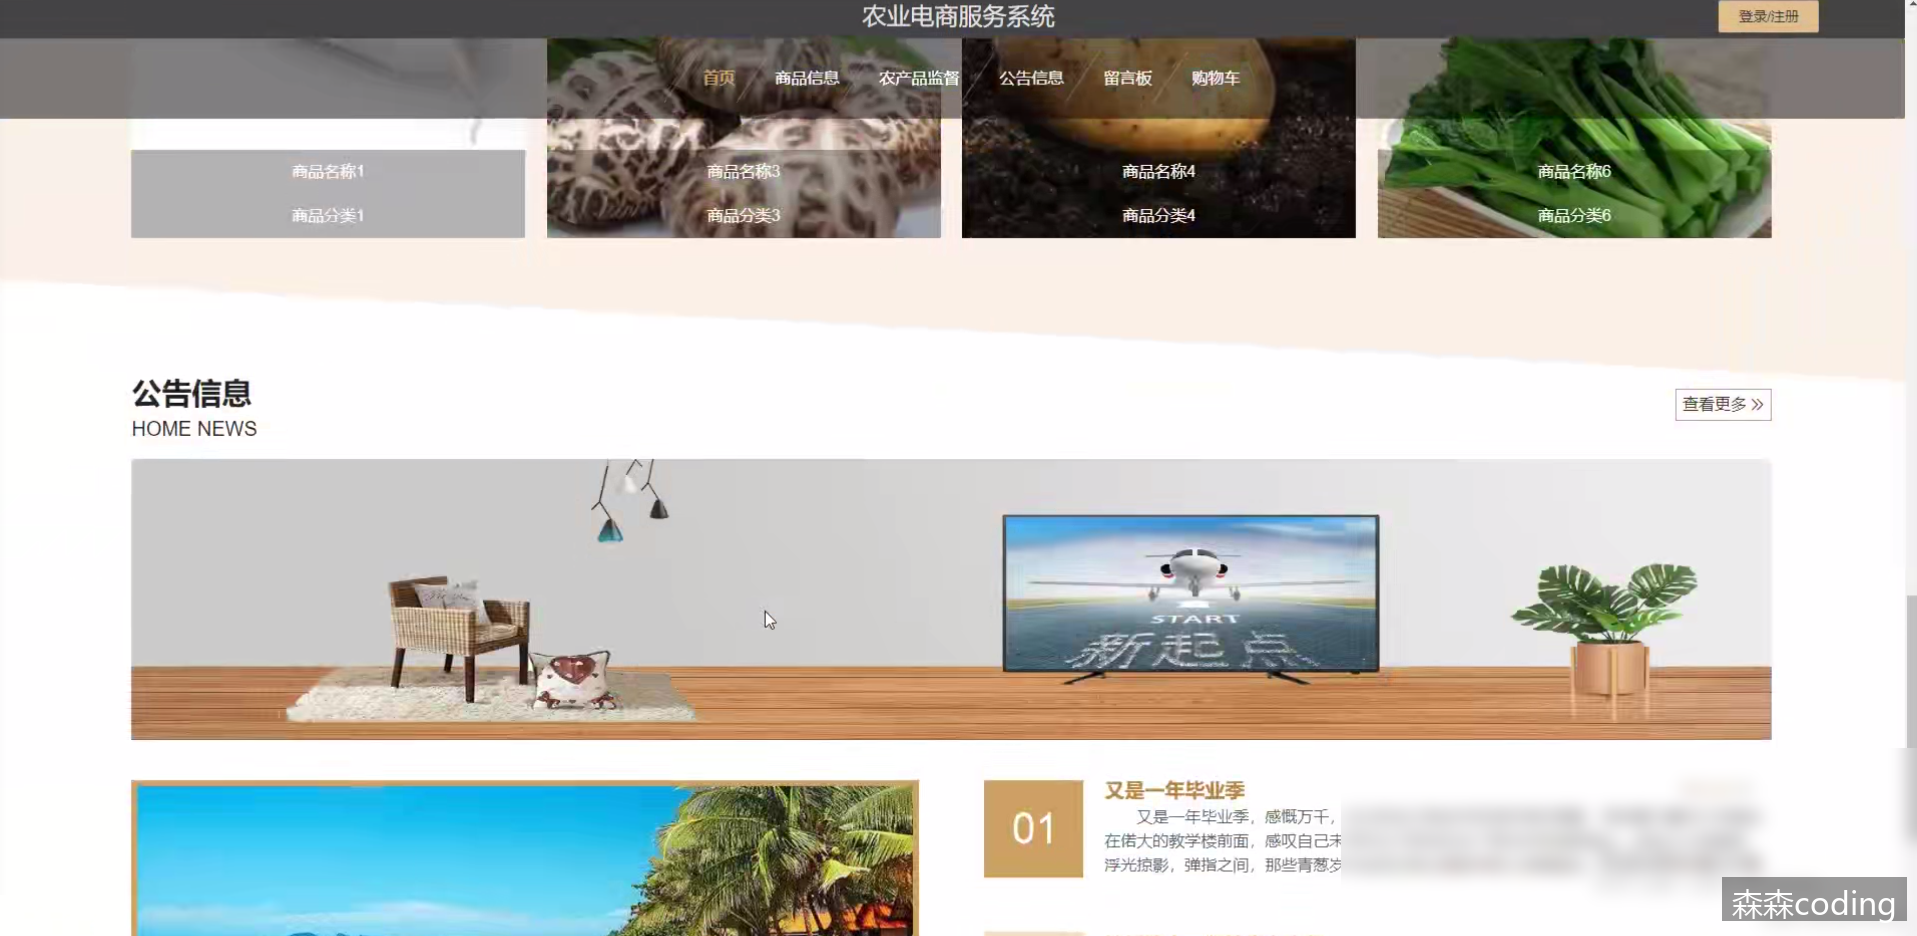 农业电商服务系统
登录/注册
首页
商品信息
农产品监督
公告信息
留言板
购物车
商品名称1
商品分类1
商品名称3
商品分类3
商品名称4
商品分类4
商品名称6
商品分类6
公告信息
HOME NEWS
查看更多
START
新起点
01
又是一年毕业季
又是一年毕业季，感慨万千，
在偌大的教学楼前面，感叹自己未
浮光掠影，弹指之间，那些青葱岁
森森coding